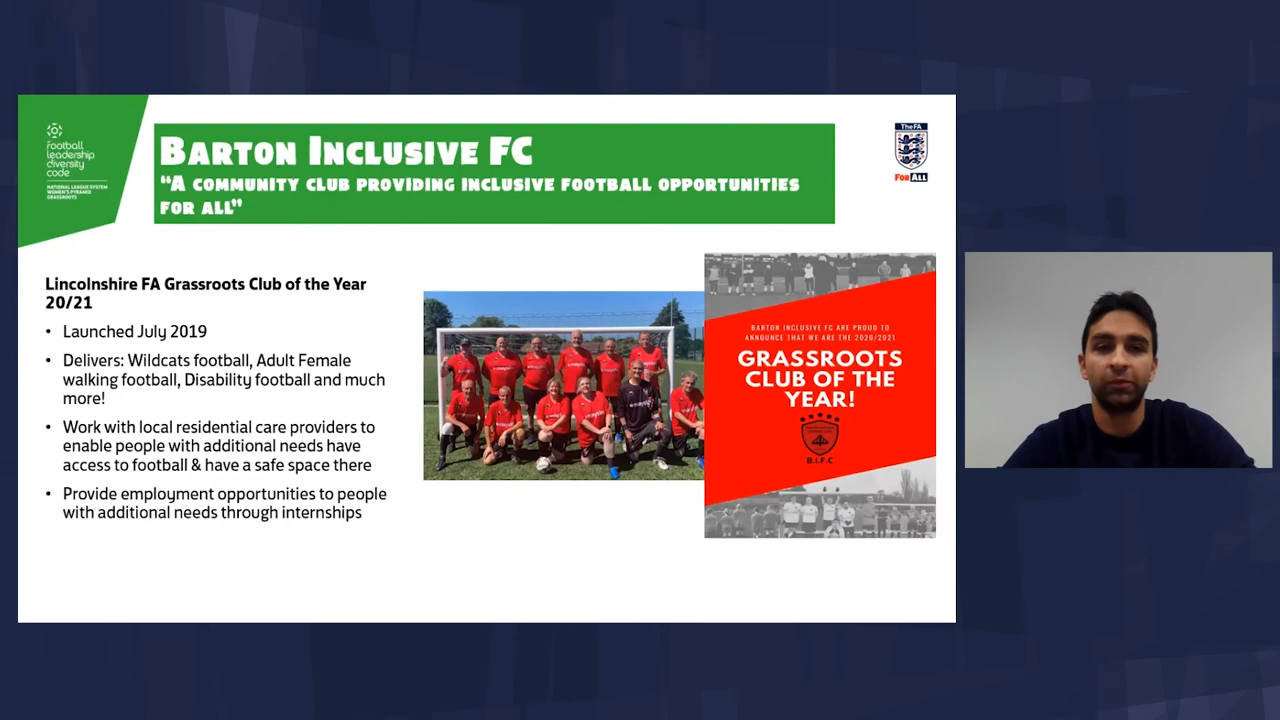 football
leadership
diversity
code
NATIONAL LEAGUE SYSTEM
WOMEN'S PYRAMID
GRASSROOTS
BARTON INCLUSIVE FC
“A COMMUNITY CLUB PROVIDING INCLUSIVE FOOTBALL OPPORTUNITIES
FOR ALL”
The FA
FOR ALL
Lincolnshire FA Grassroots Club of the Year
20/21
• Launched July 2019
• Delivers: Wildcats football, Adult Female
walking football, Disability football and much
more!
• Work with local residential care providers to
enable people with additional needs have
access to football & have a safe space there
• Provide employment opportunities to people
with additional needs through internships
BARTON INCLUSIVE FC ARE PROUD TO
ANNOUNCE THAT WE ARE THE 2020/2021
GRASSROOTS
CLUB OF THE
YEAR!
B.I.F.C